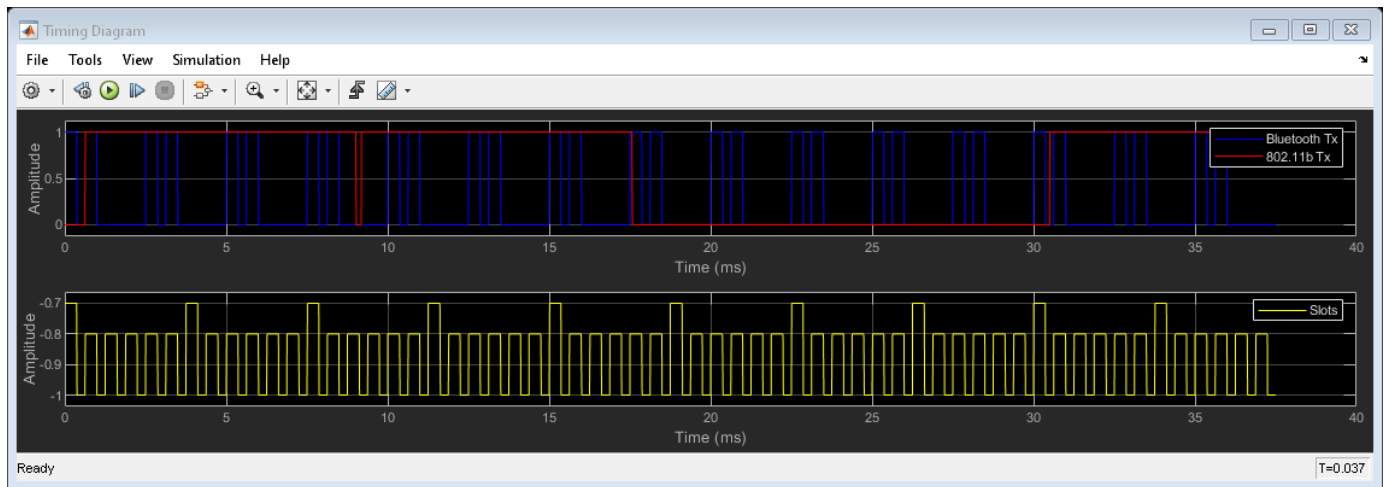 Timing Diagram
File Tools View Simulation Help
Amplitude
1
0.5
0
Bluetooth Tx
802.11b Tx
0 5 10 15 20 25 30 35 40
Time (ms)
Amplitude
-0.7
-0.8
-0.9
-1
Slots
0 5 10 15 20 25 30 35 40
Time (ms)
Ready T=0.037